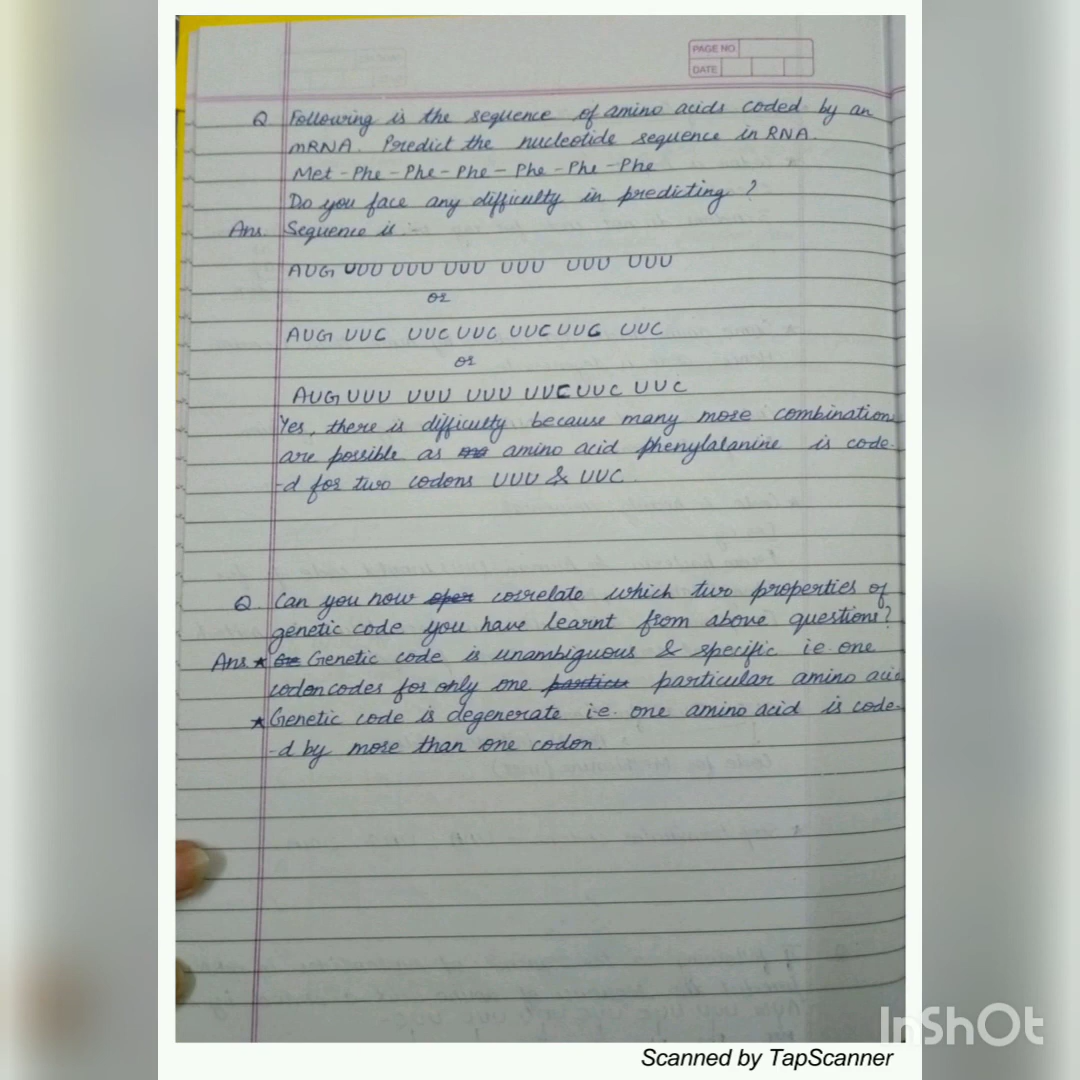 PAGE NO
DATE
Q Following is the sequence of amino acids coded by an
mRNA. Predict the nucleotide sequence in RNA.
Met - Phe - Phe - Phe - Phe - Phe - Phe
Do you face any difficulty in predicting ?
Ans. Sequence is -
AUG UUU UUU UUU UUU UUU UUU
or
AUG UUC UUC UUC UUC UUC UUC
or
AUG UUU UUU UUU UUC UUC UUC
Yes, there is difficulty because many more combination
are possible as amino acid phenylalanine is code-
-d for two codons UUU & UUC.
Q. Can you now correlate which two properties of
genetic code you have learnt from above questions?
Ans ★ Genetic code is unambiguous & specific i.e one
codon codes for only one particular amino acid
★ Genetic code is degenerate i.e. one amino acid is code-
-d by more than one codon.
InShOt
Scanned by TapScanner